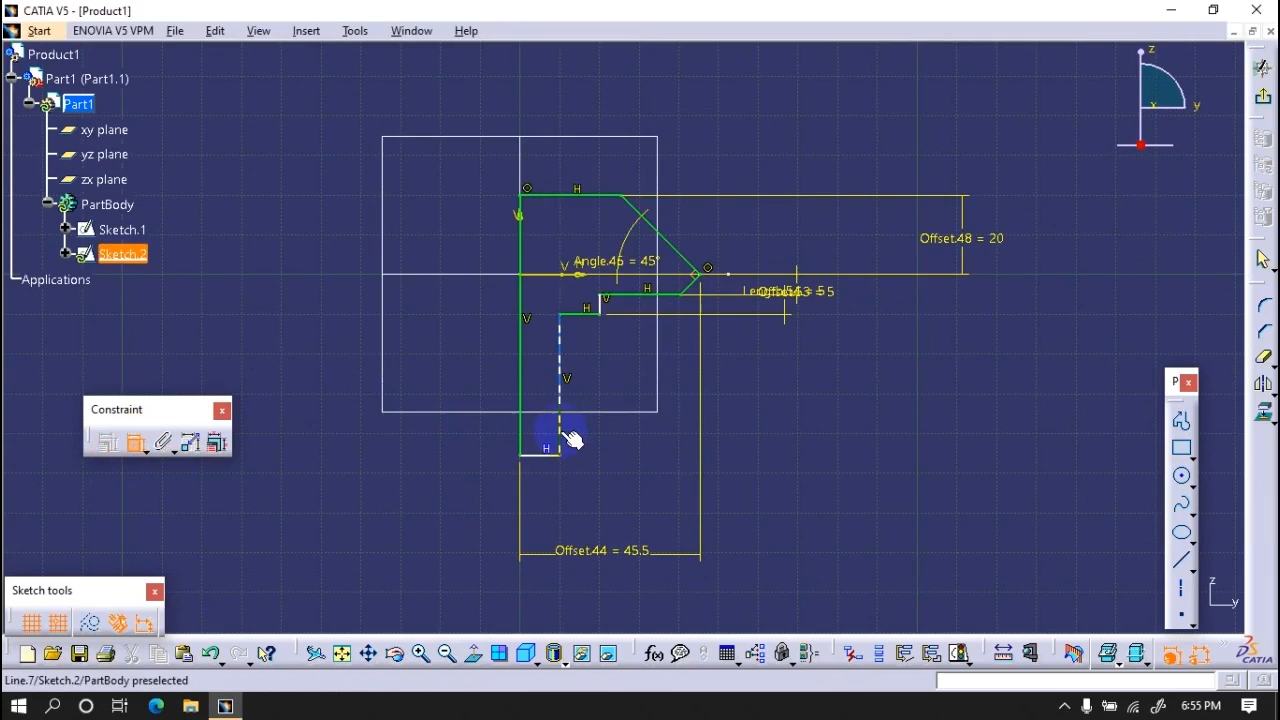 CATIA V5 - [Product1]
Start ENOVIA V5 VPM File Edit View Insert Tools Window Help
Product1
Part1 (Part1.1)
Part1
xy plane
yz plane
zx plane
PartBody
Sketch.1
Sketch.2
Applications
z
x
y
H
V
Offset.48 = 20
V
Angle.45 = 45°
H
V
H
V
V
H
Offset.44 = 45.5
Constraint
P
Sketch tools
z
y
CATIA
Line.7/Sketch.2/PartBody preselected
6:55 PM